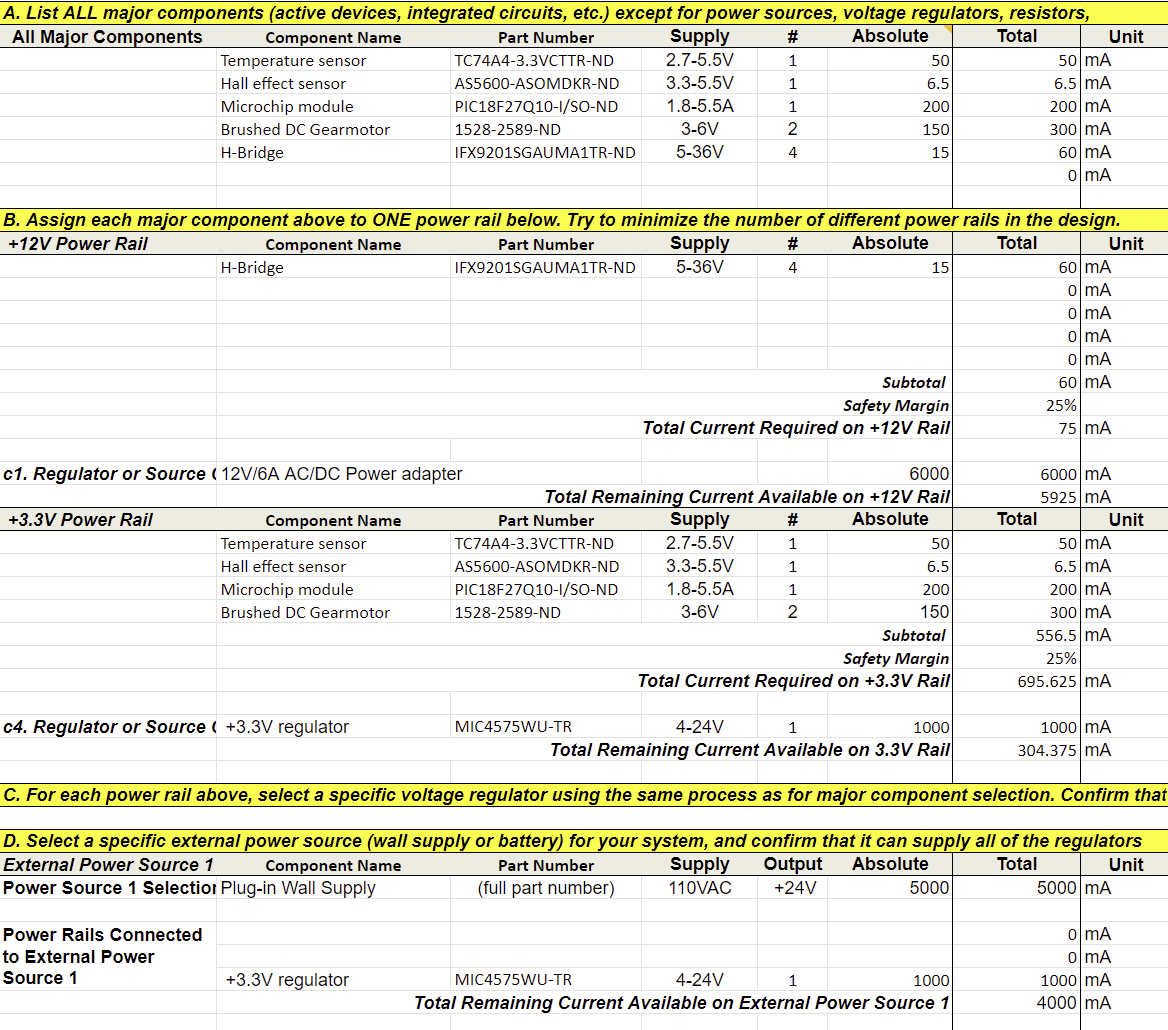 A. List ALL major components (active devices, integrated circuits, etc.) except for power sources, voltage regulators, resistors,
All Major Components Component Name Part Number Supply # Absolute Total Unit
Temperature sensor TC74A4-3.3VCTTR-ND 2.7-5.5V 1 50 50 mA
Hall effect sensor AS5600-ASOMDKR-ND 3.3-5.5V 1 6.5 6.5 mA
Microchip module PIC18F27Q10-I/SO-ND 1.8-5.5A 1 200 200 mA
Brushed DC Gearmotor 1528-2589-ND 3-6V 2 150 300 mA
H-Bridge IFX9201SGAUMA1TR-ND 5-36V 4 15 60 mA
0 mA
B. Assign each major component above to ONE power rail below. Try to minimize the number of different power rails in the design.
+12V Power Rail Component Name Part Number Supply # Absolute Total Unit
H-Bridge IFX9201SGAUMA1TR-ND 5-36V 4 15 60 mA
0 mA
0 mA
0 mA
0 mA
Subtotal 60 mA
Safety Margin 25%
Total Current Required on +12V Rail 75 mA
c1. Regulator or Source 12V/6A AC/DC Power adapter 6000 6000 mA
Total Remaining Current Available on +12V Rail 5925 mA
+3.3V Power Rail Component Name Part Number Supply # Absolute Total Unit
Temperature sensor TC74A4-3.3VCTTR-ND 2.7-5.5V 1 50 50 mA
Hall effect sensor AS5600-ASOMDKR-ND 3.3-5.5V 1 6.5 6.5 mA
Microchip module PIC18F27Q10-I/SO-ND 1.8-5.5A 1 200 200 mA
Brushed DC Gearmotor 1528-2589-ND 3-6V 2 150 300 mA
Subtotal 556.5 mA
Safety Margin 25%
Total Current Required on +3.3V Rail 695.625 mA
c4. Regulator or Source +3.3V regulator MIC4575WU-TR 4-24V 1 1000 1000 mA
Total Remaining Current Available on 3.3V Rail 304.375 mA
C. For each power rail above, select a specific voltage regulator using the same process as for major component selection. Confirm that
D. Select a specific external power source (wall supply or battery) for your system, and confirm that it can supply all of the regulators
External Power Source 1 Component Name Part Number Supply Output Absolute Total Unit
Power Source 1 Selection Plug-in Wall Supply (full part number) 110VAC +24V 5000 5000 mA
Power Rails Connected 0 mA
to External Power 0 mA
Source 1 +3.3V regulator MIC4575WU-TR 4-24V 1 1000 1000 mA
Total Remaining Current Available on External Power Source 1 4000 mA